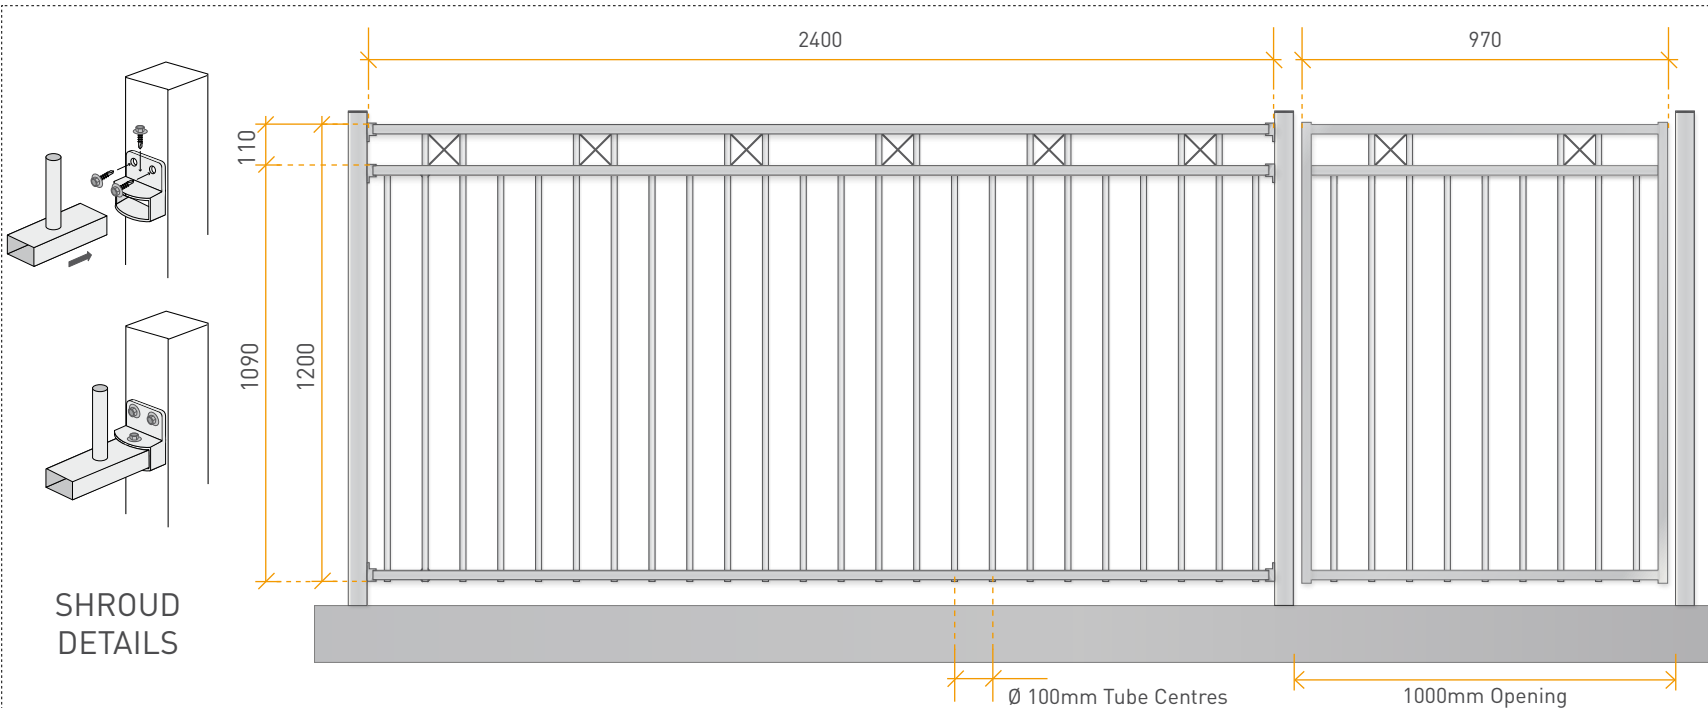 2400
970
110
1090
1200
SHROUD
DETAILS
Ø 100mm Tube Centres
1000mm Opening